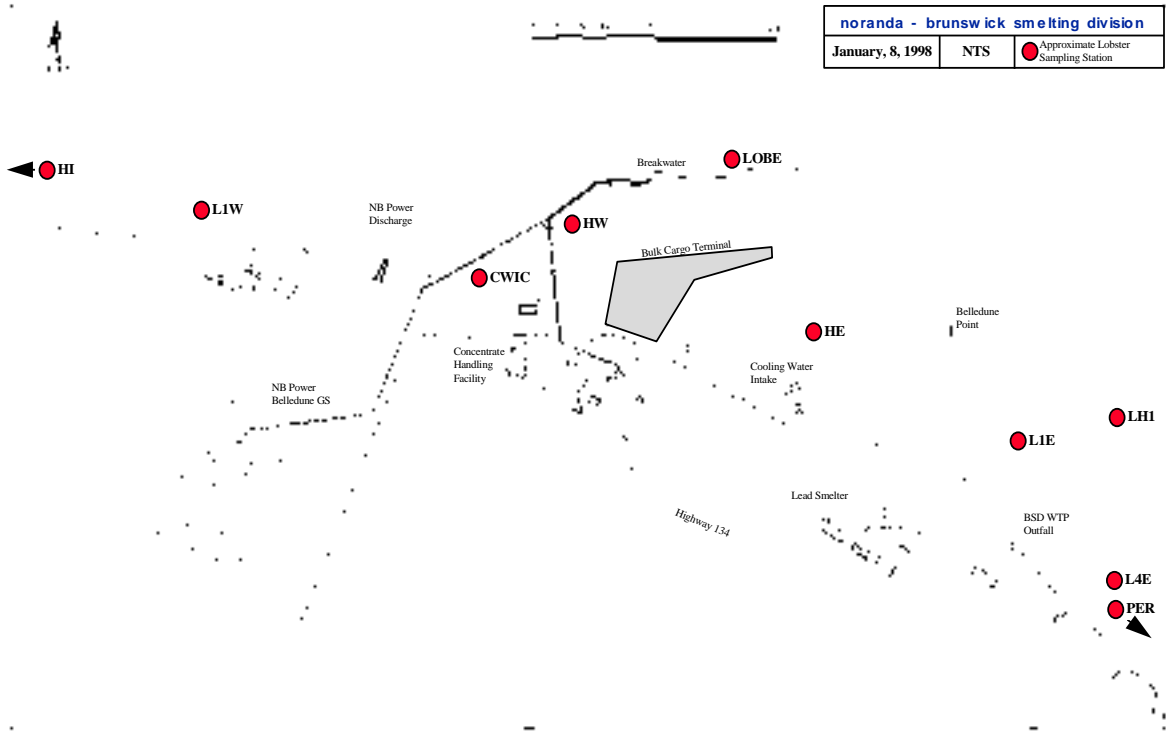 noranda - brunswick smelting division
January, 8, 1998
NTS
Approximate Lobster
Sampling Station
LOBE
Breakwater
HI
L1W
NB Power
Discharge
HW
Bulk Cargo Terminal
CWIC
Belledune
Point
HE
Concentrate
Handling
Facility
Cooling Water
Intake
NB Power
Belledune GS
LH1
L1E
Lead Smelter
Highway 134
BSD WTP
Outfall
L4E
PER